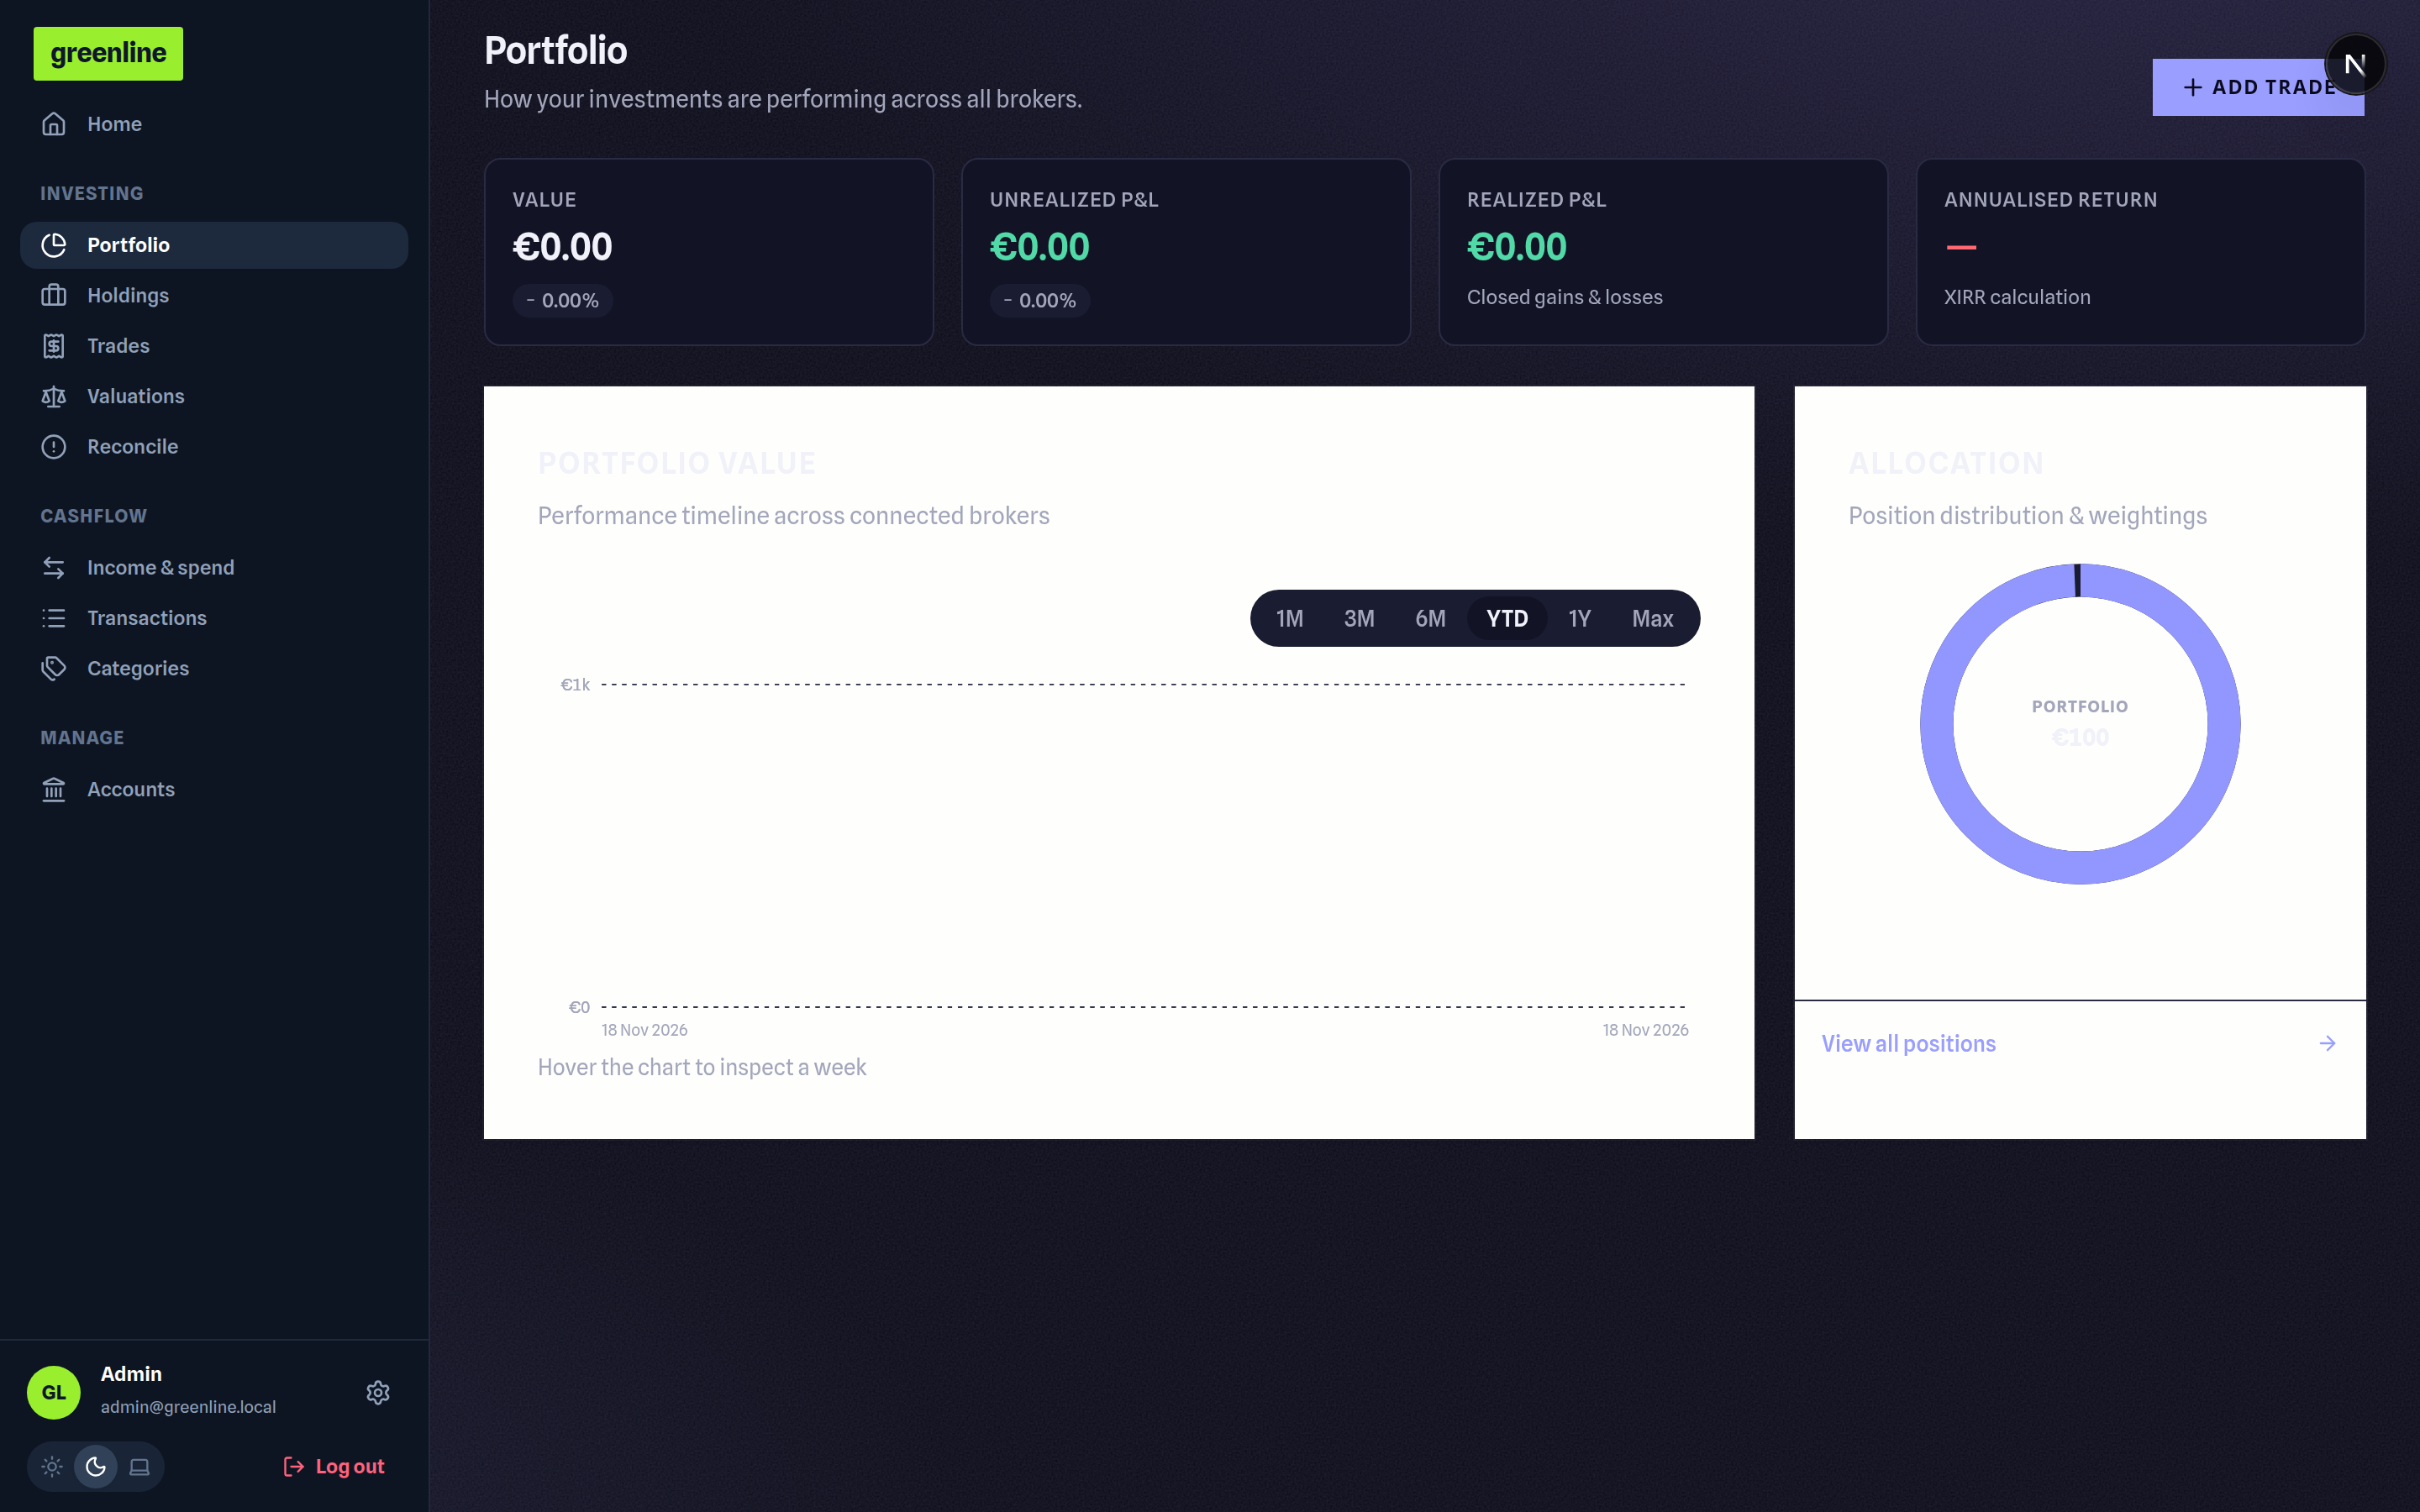 greenline
Home
INVESTING
Portfolio
Holdings
Trades
Valuations
Reconcile
CASHFLOW
Income & spend
Transactions
Categories
MANAGE
Accounts
GL
Admin
admin@greenline.local
Log out
Portfolio
How your investments are performing across all brokers.
+ ADD TRADE
N
VALUE
€0.00
− 0.00%
UNREALIZED P&L
€0.00
− 0.00%
REALIZED P&L
€0.00
Closed gains & losses
ANNUALISED RETURN
—
XIRR calculation
PORTFOLIO VALUE
Performance timeline across connected brokers
1M 3M 6M YTD 1Y Max
€1k
€0
18 Nov 2026 18 Nov 2026
Hover the chart to inspect a week
ALLOCATION
Position distribution & weightings
PORTFOLIO
€100
View all positions →